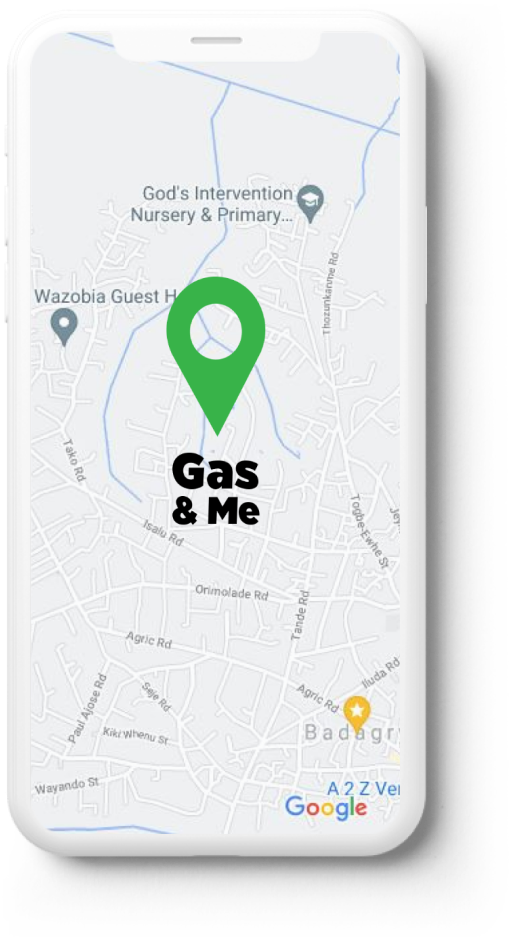 God's Intervention
Nursery & Primary...
Thozunkanme Rd
Wazobia Guest H
Gas
& Me
Tako Rd
Isalu Rd
Togbe-Ewhe St
Jey
Orimolade Rd
Tande Rd
Agric Rd
Iluda Rd
Paul Ajose Rd
Seje Rd
Agric Rd
Badagr
Kiki Whenu St
Wayando St
A 2 Z Ver
Google